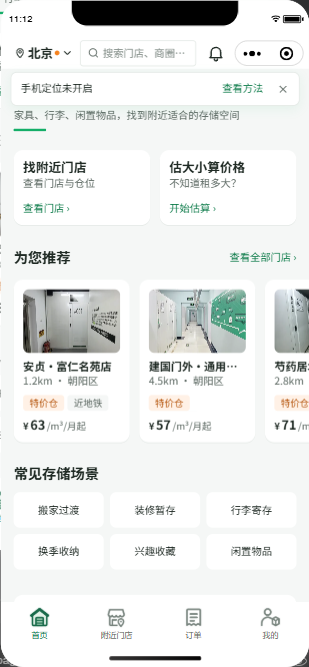 11:12
北京
搜索门店、商圈…
手机定位未开启 查看方法
家具、行李、闲置物品，找到附近适合的存储空间
找附近门店
查看门店与仓位
查看门店 ›
估大小算价格
不知道租多大？
开始估算 ›
为您推荐 查看全部门店 ›
安贞·富仁名苑店
1.2km · 朝阳区
特价仓 近地铁
¥ 63 /m³/月起
建国门外·通用…
4.5km · 朝阳区
特价仓
¥ 57 /m³/月起
芍药居
2.8km
特价仓
¥ 71 /m
常见存储场景
搬家过渡 装修暂存 行李寄存
换季收纳 兴趣收藏 闲置物品
首页 附近门店 订单 我的